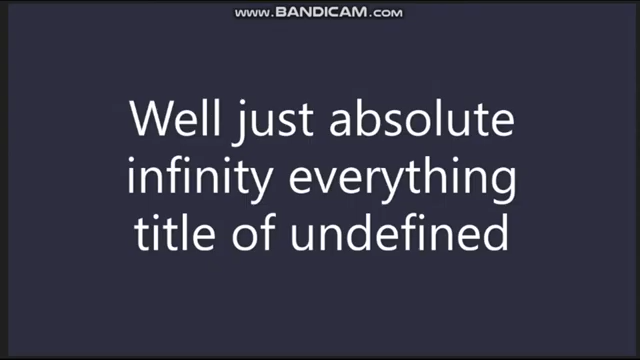 www.BANDICAM.com
Well just absolute
infinity everything
title of undefined